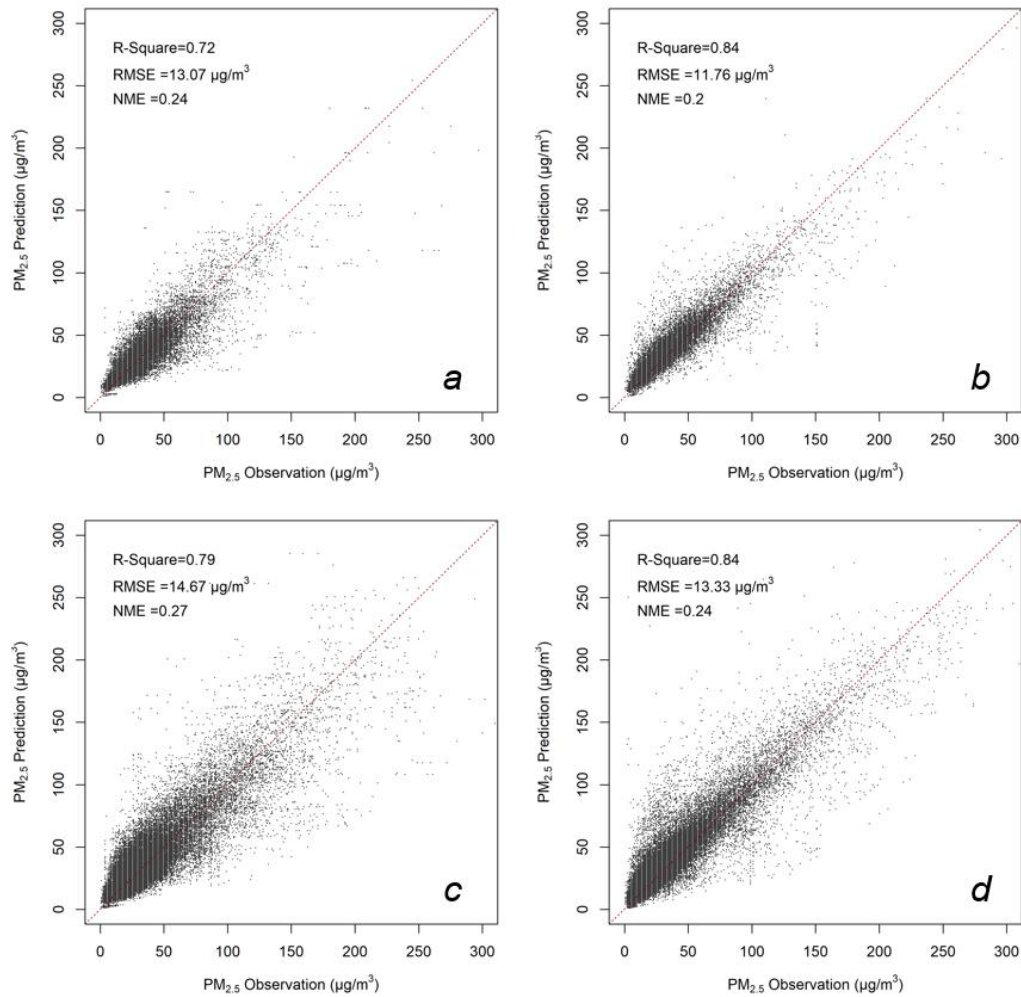 300
250
200
150
100
50
0
PM2.5 Prediction (µg/m³)
R-Square=0.72
RMSE =13.07 µg/m³
NME =0.24
a
0 50 100 150 200 250 300
PM2.5 Observation (µg/m³)
300
250
200
150
100
50
0
PM2.5 Prediction (µg/m³)
R-Square=0.84
RMSE =11.76 µg/m³
NME =0.2
b
0 50 100 150 200 250 300
PM2.5 Observation (µg/m³)
300
250
200
150
100
50
0
PM2.5 Prediction (µg/m³)
R-Square=0.79
RMSE =14.67 µg/m³
NME =0.27
c
0 50 100 150 200 250 300
PM2.5 Observation (µg/m³)
300
250
200
150
100
50
0
PM2.5 Prediction (µg/m³)
R-Square=0.84
RMSE =13.33 µg/m³
NME =0.24
d
0 50 100 150 200 250 300
PM2.5 Observation (µg/m³)